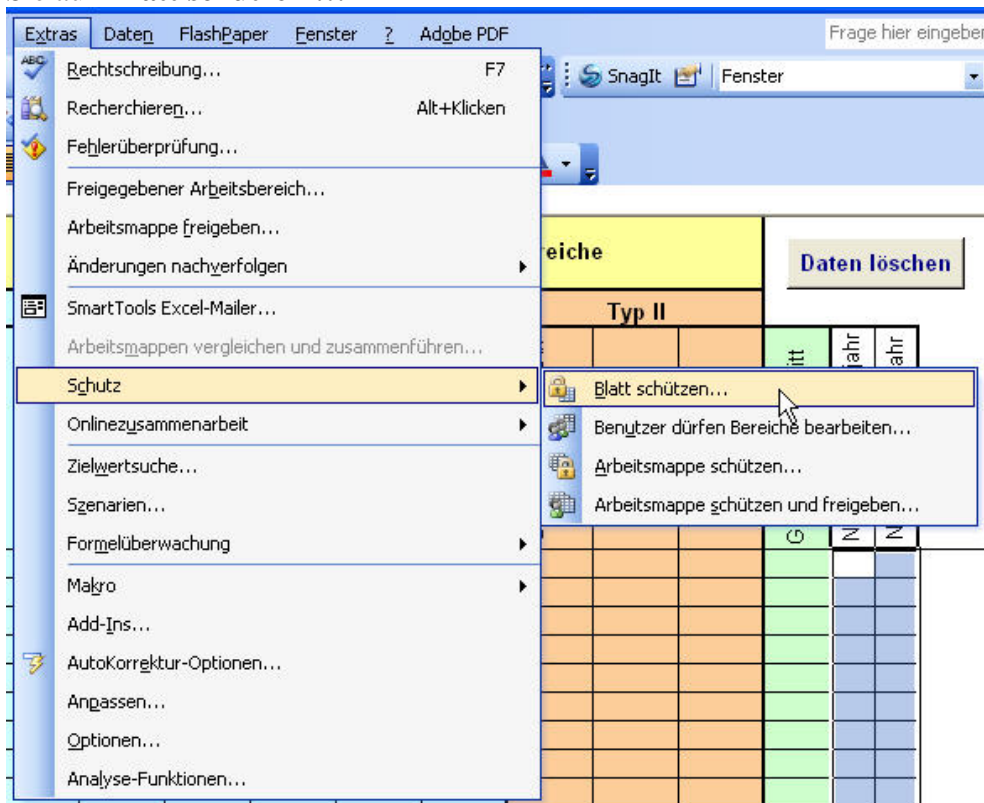 Extras Daten FlashPaper Fenster ? Adobe PDF Frage hier eingeben
Rechtschreibung... F7
SnagIt Fenster
Recherchieren... Alt+Klicken
Fehlerüberprüfung...
Freigegebener Arbeitsbereich...
Arbeitsmappe freigeben...
Änderungen nachverfolgen
eiche
Daten löschen
SmartTools Excel-Mailer...
Typ II
Arbeitsmappen vergleichen und zusammenführen...
Schutz
Blatt schützen...
Onlinezusammenarbeit
Benutzer dürfen Bereiche bearbeiten...
Zielwertsuche...
Arbeitsmappe schützen...
Szenarien...
Arbeitsmappe schützen und freigeben...
Formelüberwachung
Makro
Add-Ins...
AutoKorrektur-Optionen...
Anpassen...
Optionen...
Analyse-Funktionen...